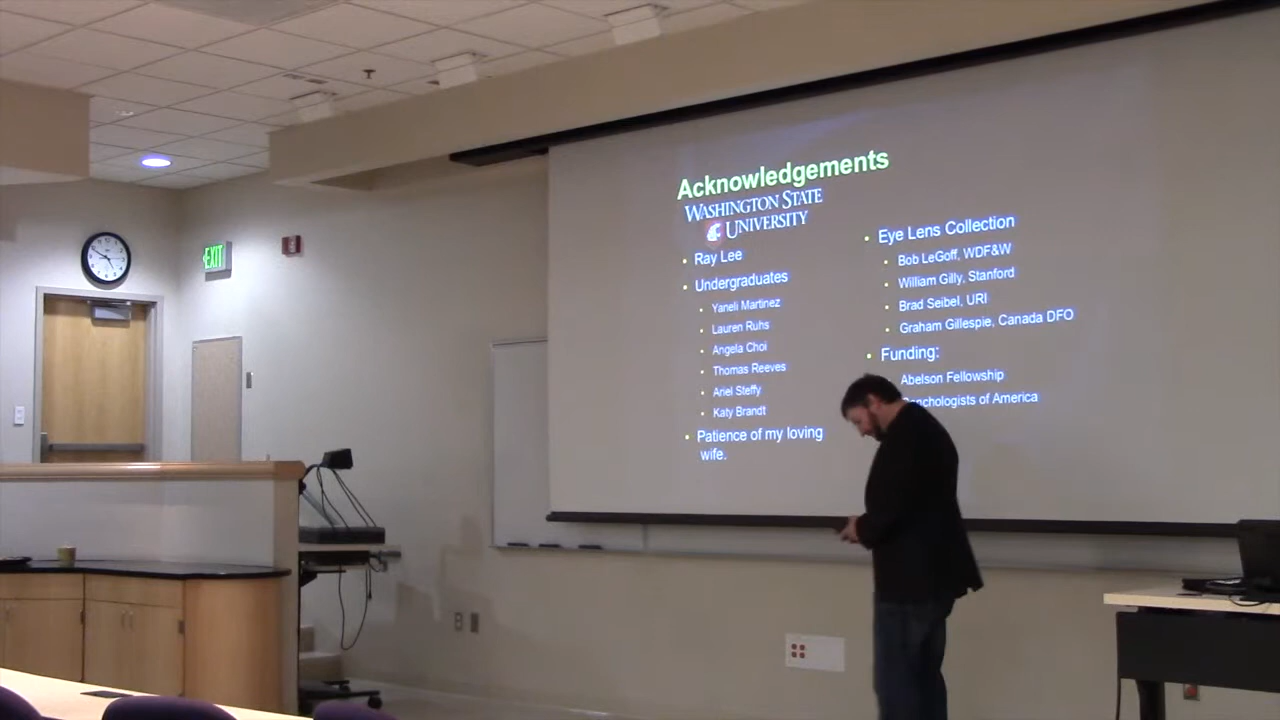 EXIT
Acknowledgements
WASHINGTON STATE
UNIVERSITY
• Ray Lee
• Undergraduates
• Yaneli Martinez
• Lauren Ruhs
• Angela Choi
• Thomas Reeves
• Ariel Steffy
• Katy Brandt
• Patience of my loving
wife.
• Eye Lens Collection
• Bob LeGoff, WDF&W
• William Gilly, Stanford
• Brad Seibel, URI
• Graham Gillespie, Canada DFO
• Funding:
Abelson Fellowship
of America